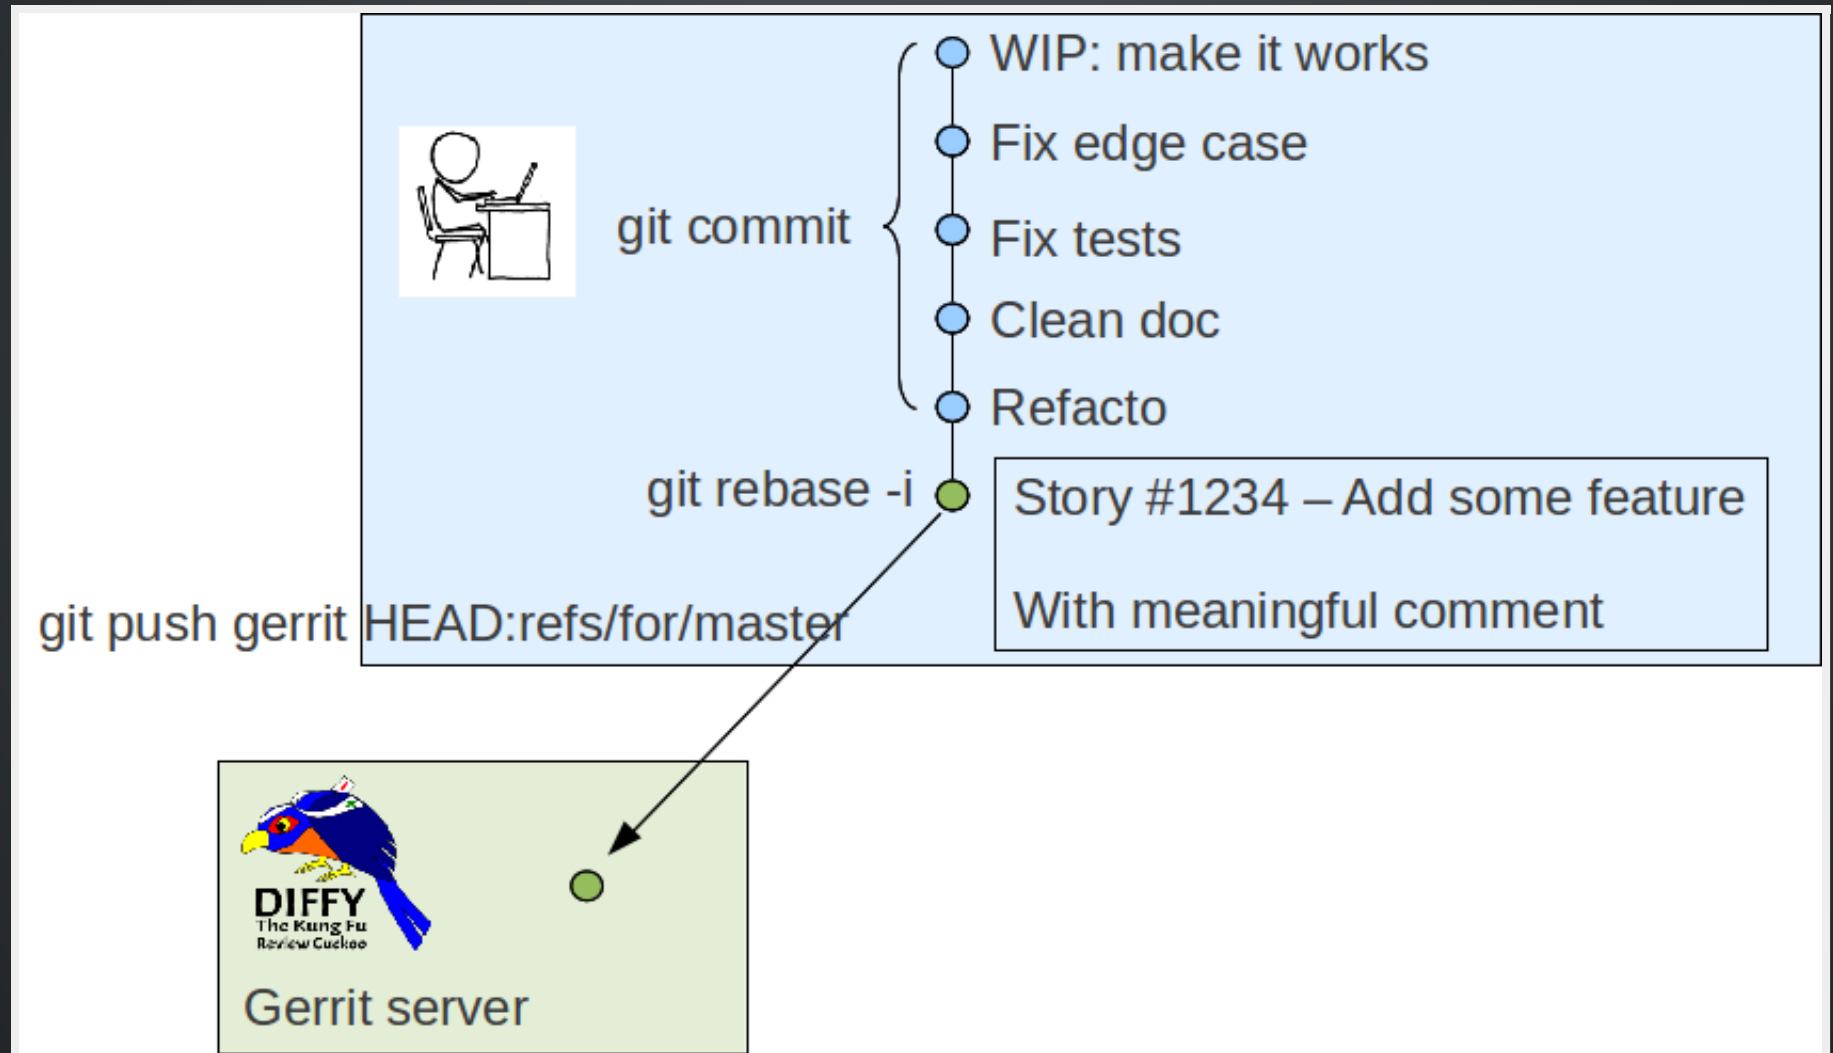 WIP: make it works
Fix edge case
git commit
Fix tests
Clean doc
Refacto
git rebase -i
Story #1234 – Add some feature
With meaningful comment
git push gerrit HEAD:refs/for/master
DIFFY
The Kung Fu
Review Cuckoo
Gerrit server